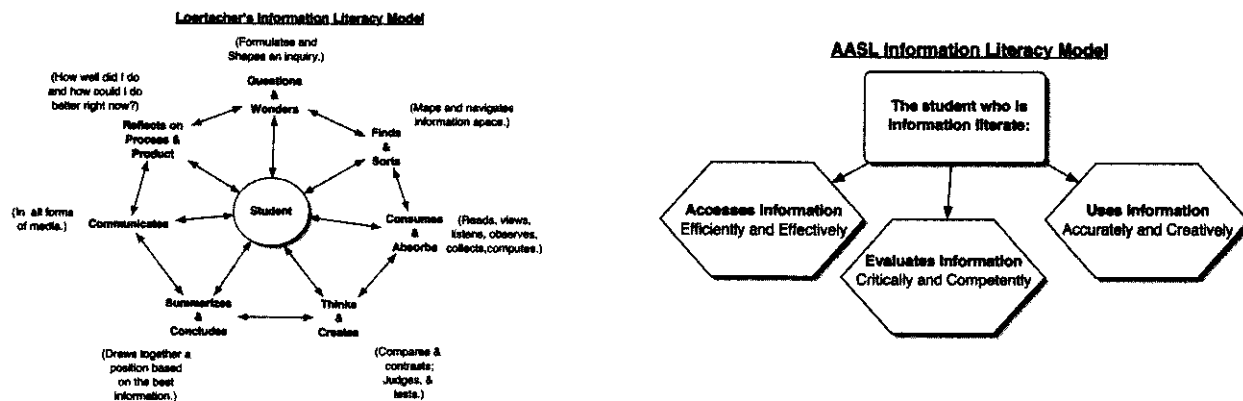 Loertscher's Information Literacy Model
(Formulates and
Shapes an inquiry.)
Questions
&
Wonders
(Maps and navigates
information space.)
Finds
&
Sorts
Consumes
&
Absorbs
(Reads, views,
listens, observes,
collects,computes.)
Thinks
&
Creates
(Compares &
contrasts;
Judges, &
tests.)
Summarizes
&
Concludes
(Draws together a
position based
on the best
information.)
Communicates
(In all forms
of media.)
Reflects on
Process &
Product
(How well did I do
and how could I do
better right now?)
Student
AASL Information Literacy Model
The student who is
information literate:
Accesses Information
Efficiently and Effectively
Evaluates Information
Critically and Competently
Uses Information
Accurately and Creatively